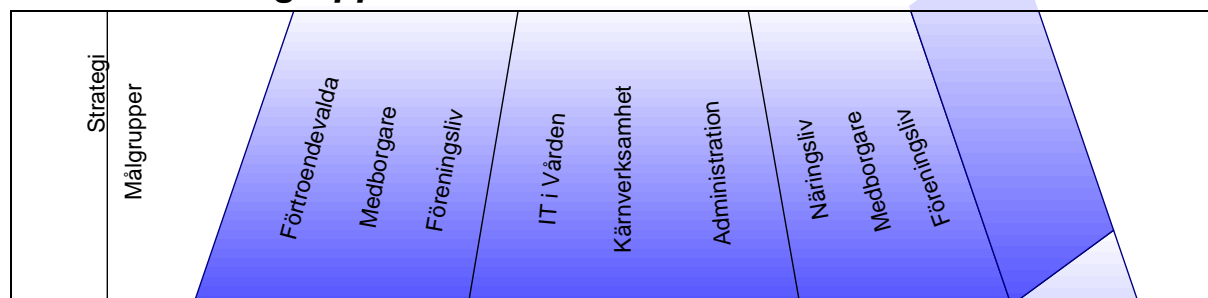 Strategi
Målgrupper
Förtroendevalda
Medborgare
Föreningsliv
IT i Vården
Kärnverksamhet
Administration
Näringsliv
Medborgare
Föreningsliv